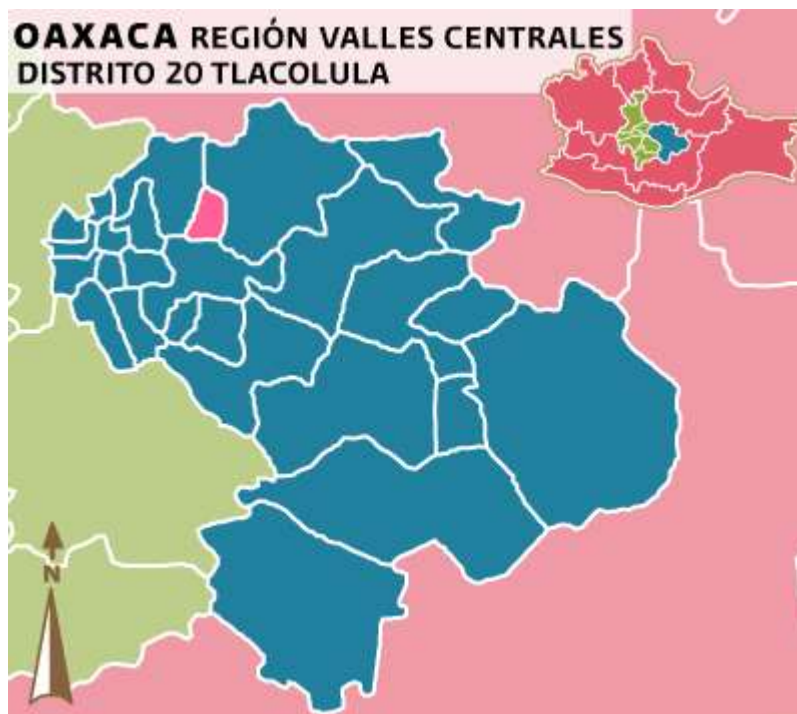 OAXACA REGIÓN VALLES CENTRALES
DISTRITO 20 TLACOLULA
N